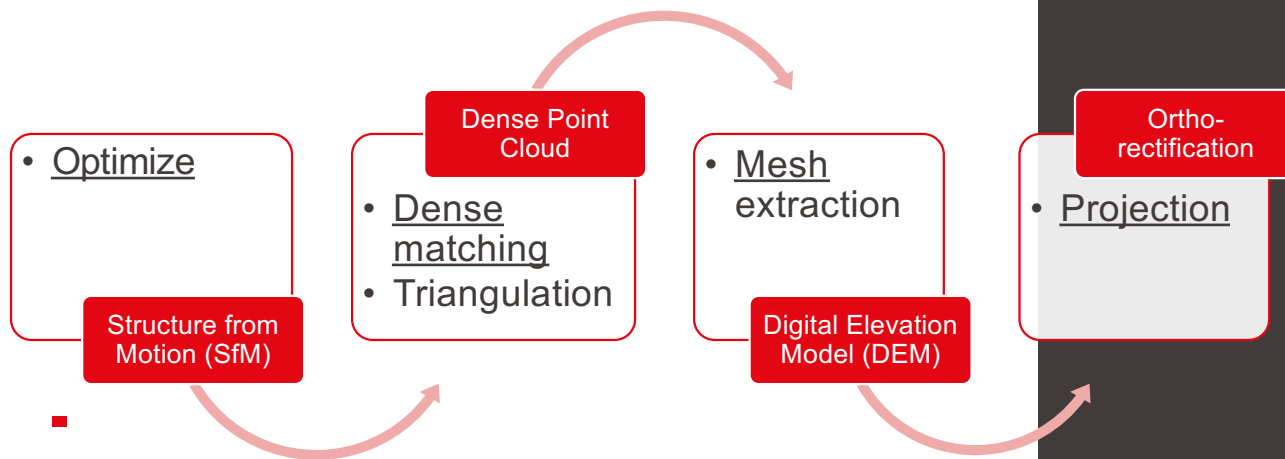 • Optimize
Structure from
Motion (SfM)
Dense Point
Cloud
• Dense
matching
• Triangulation
• Mesh
extraction
Digital Elevation
Model (DEM)
Ortho-
rectification
• Projection